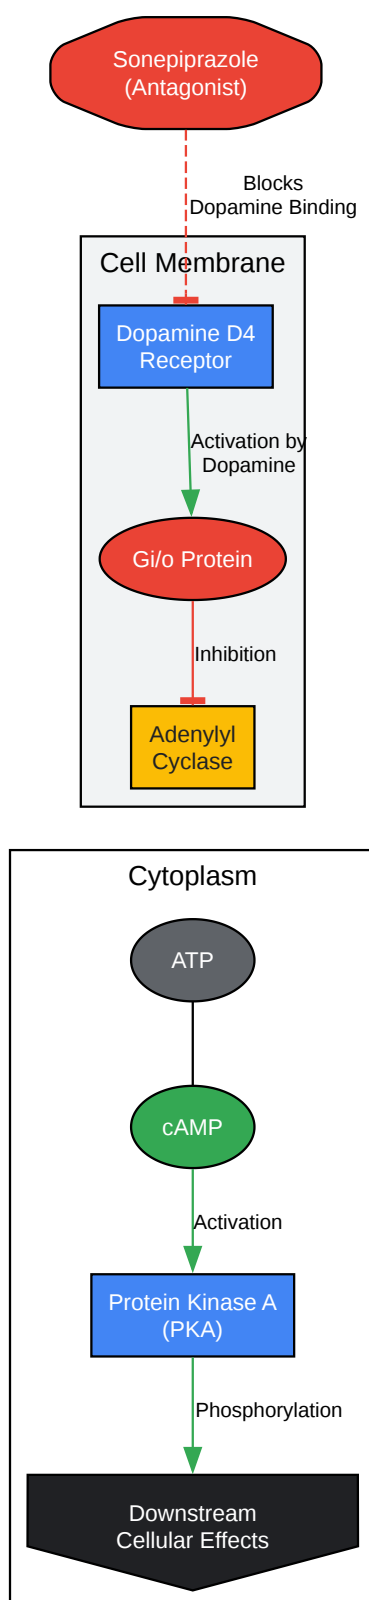 Sonepiprazole
(Antagonist)
Blocks
Dopamine Binding
Cell Membrane
Dopamine D4
Receptor
Activation by
Dopamine
Gi/o Protein
Inhibition
Adenylyl
Cyclase
Cytoplasm
ATP
cAMP
Activation
Protein Kinase A
(PKA)
Phosphorylation
Downstream
Cellular Effects